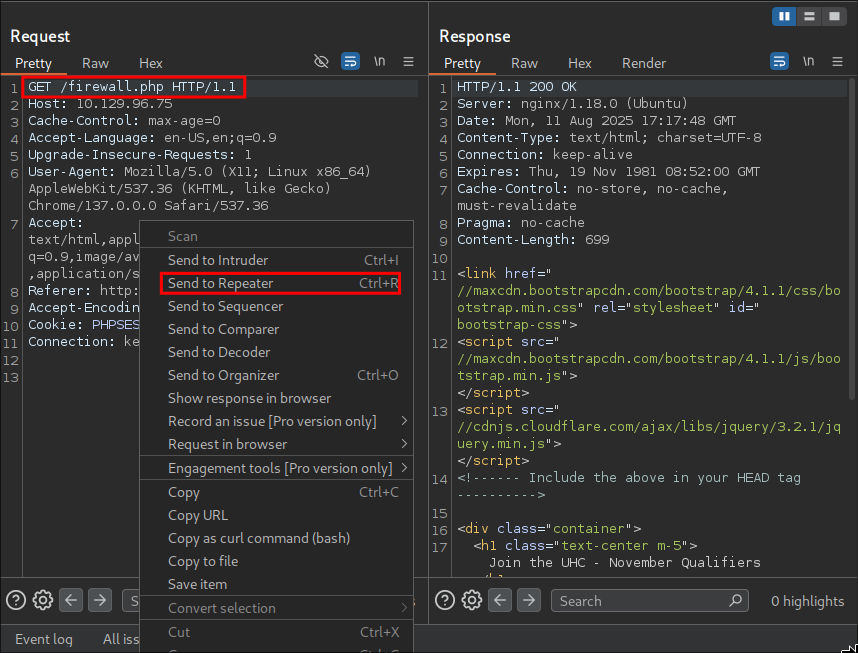 Request
Pretty
Raw
Hex
\n
1 GET /firewall.php HTTP/1.1
2 Host: 10.129.96.75
3 Cache-Control: max-age=0
4 Accept-Language: en-US,en;q=0.9
5 Upgrade-Insecure-Requests: 1
6 User-Agent: Mozilla/5.0 (X11; Linux x86_64)
AppleWebKit/537.36 (KHTML, like Gecko)
Chrome/137.0.0.0 Safari/537.36
7 Accept:
text/html,appl
q=0.9,image/av
,application/s
8 Referer: http:
9 Accept-Encodin
10 Cookie: PHPSES
11 Connection: ke
12
13
Scan
Send to Intruder Ctrl+I
Send to Repeater Ctrl+R
Send to Sequencer
Send to Comparer
Send to Decoder
Send to Organizer Ctrl+O
Show response in browser
Record an issue [Pro version only]
Request in browser
Engagement tools [Pro version only]
Copy Ctrl+C
Copy URL
Copy as curl command (bash)
Copy to file
Save item
Convert selection
Cut Ctrl+X
Response
Pretty
Raw
Hex
Render
\n
1 HTTP/1.1 200 OK
2 Server: nginx/1.18.0 (Ubuntu)
3 Date: Mon, 11 Aug 2025 17:17:48 GMT
4 Content-Type: text/html; charset=UTF-8
5 Connection: keep-alive
6 Expires: Thu, 19 Nov 1981 08:52:00 GMT
7 Cache-Control: no-store, no-cache,
must-revalidate
8 Pragma: no-cache
9 Content-Length: 699
10
11 <link href="
//maxcdn.bootstrapcdn.com/bootstrap/4.1.1/css/bo
otstrap.min.css" rel="stylesheet" id="
bootstrap-css">
12 <script src="
//maxcdn.bootstrapcdn.com/bootstrap/4.1.1/js/boo
tstrap.min.js">
</script>
13 <script src="
//cdnjs.cloudflare.com/ajax/libs/jquery/3.2.1/jq
uery.min.js">
</script>
14 <!------ Include the above in your HEAD tag
---------->
15
16 <div class="container">
17 <h1 class="text-center m-5">
Join the UHC - November Qualifiers
Search
0 highlights
Event log
All iss